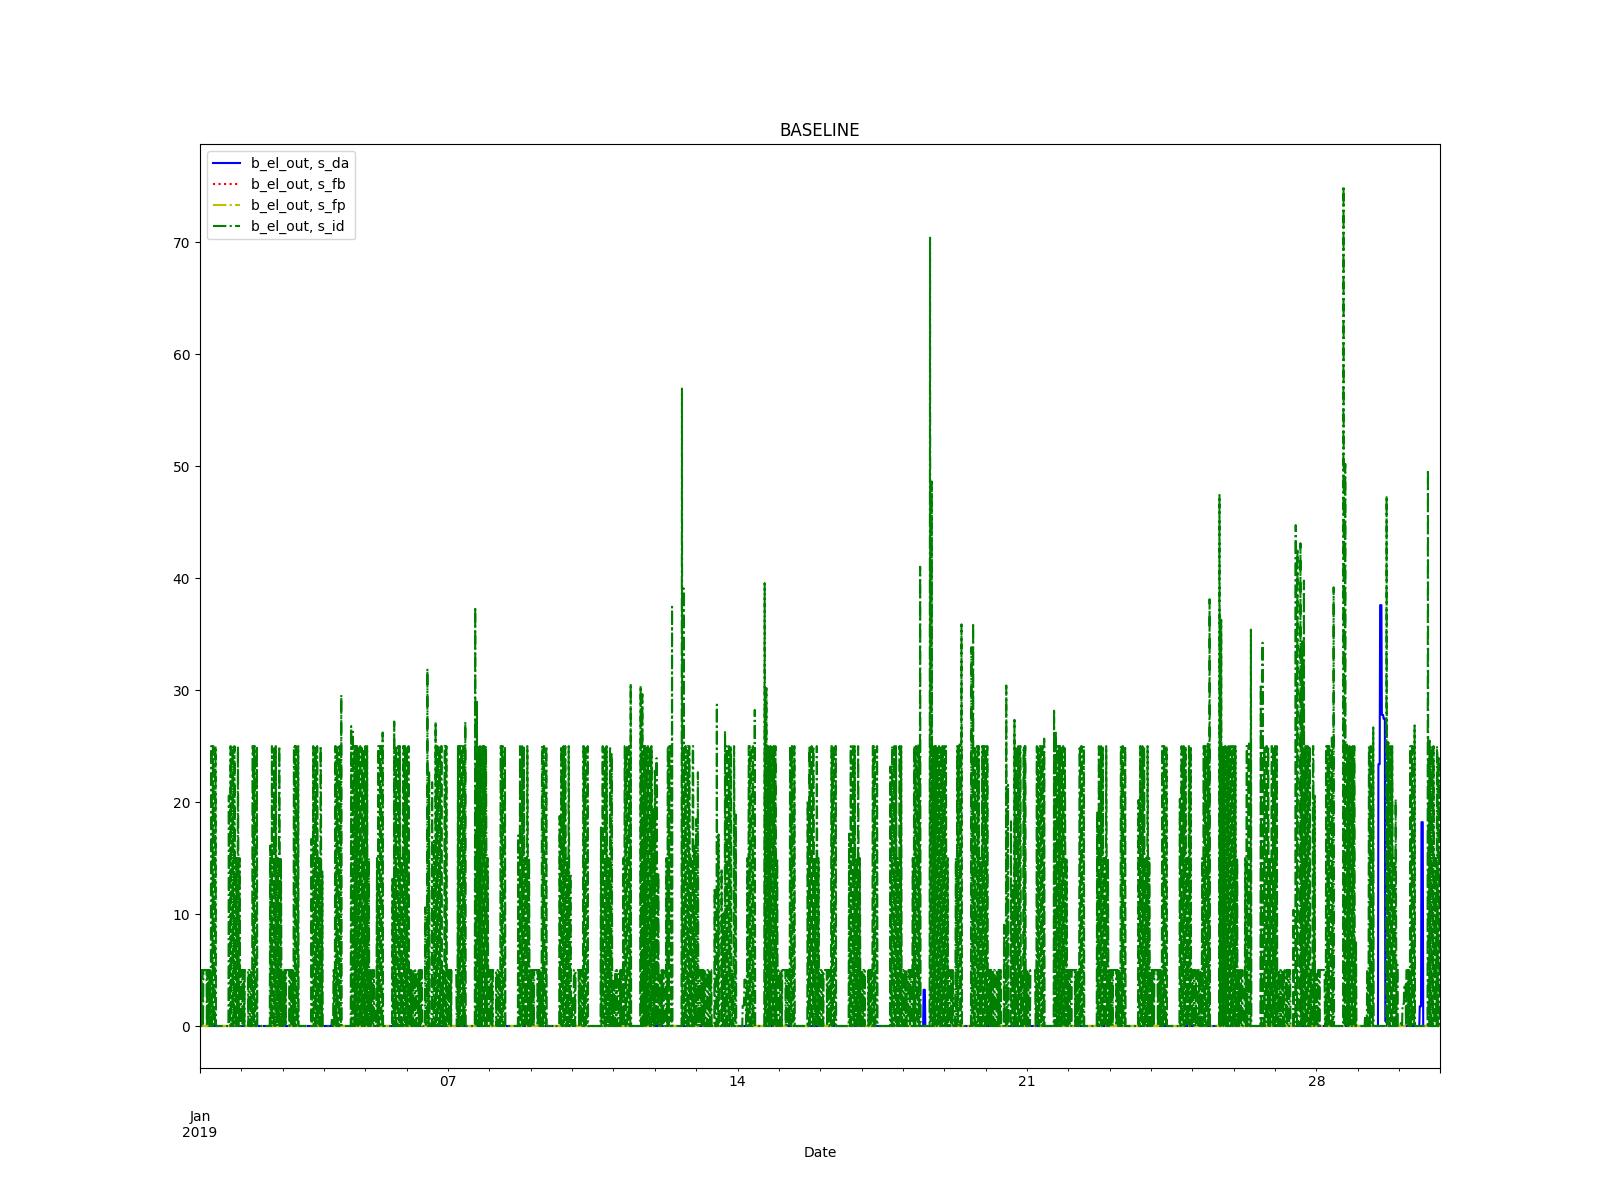 BASELINE
b_el_out, s_da
b_el_out, s_fb
b_el_out, s_fp
b_el_out, s_id
70
60
50
40
30
20
10
0
07
14
21
28
Jan
2019
Date